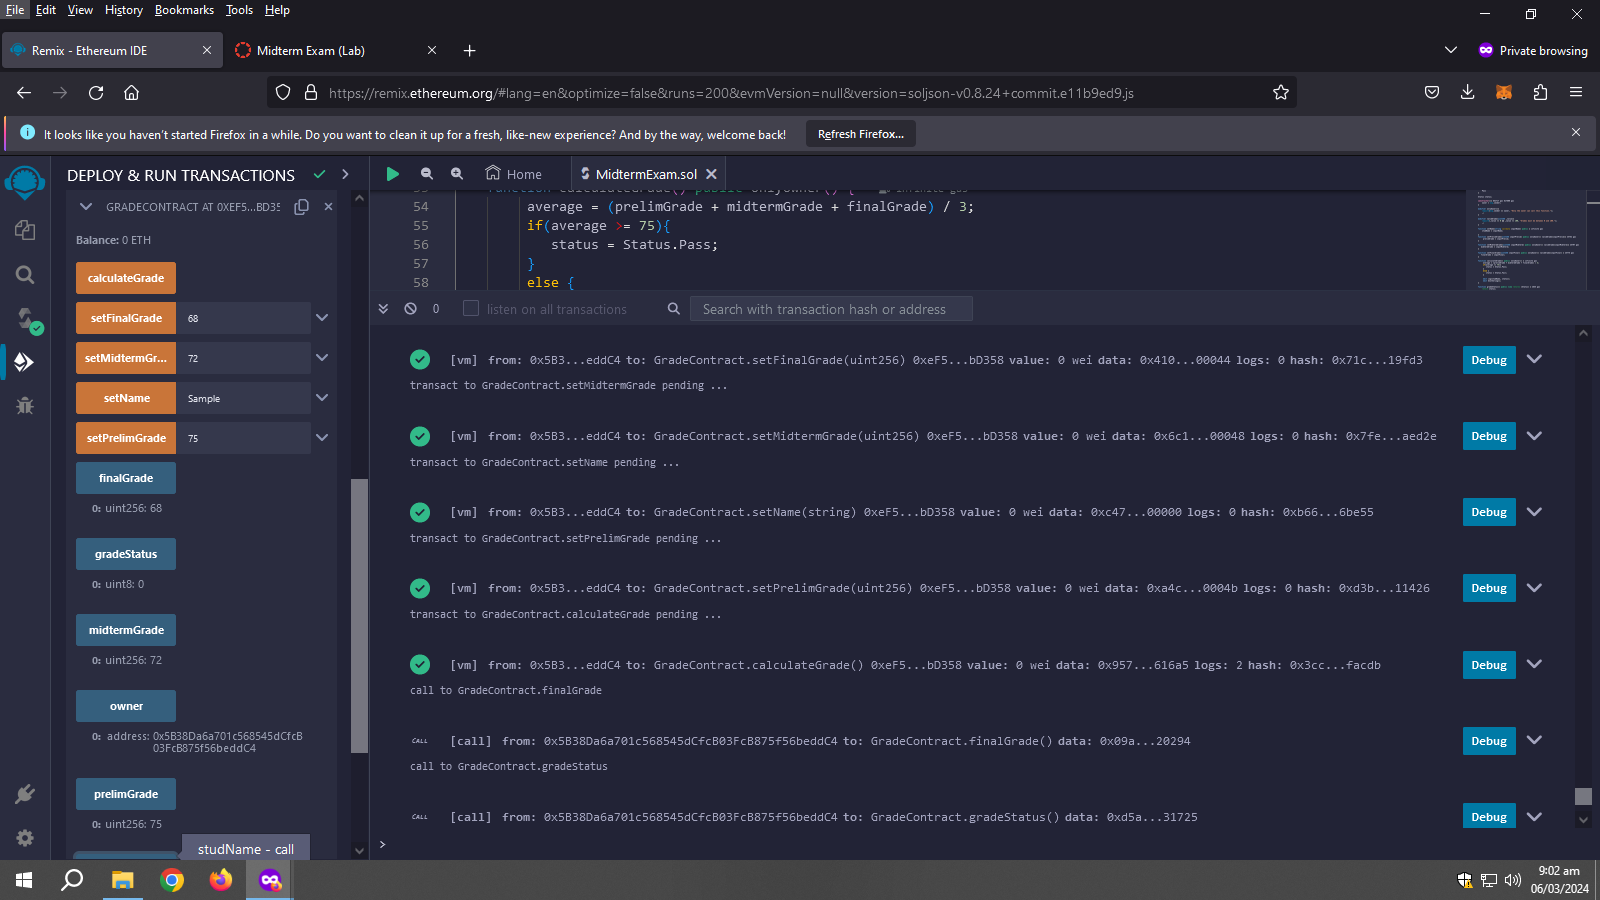 File Edit View History Bookmarks Tools Help
Remix - Ethereum IDE
Midterm Exam (Lab)
Private browsing
https://remix.ethereum.org/#lang=en&optimize=false&runs=200&evmVersion=null&version=soljson-v0.8.24+commit.e11b9ed9.js
It looks like you haven't started Firefox in a while. Do you want to clean it up for a fresh, like-new experience? And by the way, welcome back! Refresh Firefox...
DEPLOY & RUN TRANSACTIONS
Home
MidtermExam.sol
GRADECONTRACT AT 0XEF5...BD35
Balance: 0 ETH
calculateGrade
setFinalGrade 68
setMidtermGr... 72
setName Sample
setPrelimGrade 75
finalGrade
0: uint256: 68
gradeStatus
0: uint8: 0
midtermGrade
0: uint256: 72
owner
0: address: 0x5B38Da6a701c568545dCfcB
03FcB875f56beddC4
prelimGrade
0: uint256: 75
studName - call
54 average = (prelimGrade + midtermGrade + finalGrade) / 3;
55 if(average >= 75){
56 status = Status.Pass;
57 }
58 else {
0 listen on all transactions Search with transaction hash or address
[vm] from: 0x5B3...eddC4 to: GradeContract.setFinalGrade(uint256) 0xeF5...bD358 value: 0 wei data: 0x410...00044 logs: 0 hash: 0x71c...19fd3 Debug
transact to GradeContract.setMidtermGrade pending ...
[vm] from: 0x5B3...eddC4 to: GradeContract.setMidtermGrade(uint256) 0xeF5...bD358 value: 0 wei data: 0x6c1...00048 logs: 0 hash: 0x7fe...aed2e Debug
transact to GradeContract.setName pending ...
[vm] from: 0x5B3...eddC4 to: GradeContract.setName(string) 0xeF5...bD358 value: 0 wei data: 0xc47...00000 logs: 0 hash: 0xb66...6be55 Debug
transact to GradeContract.setPrelimGrade pending ...
[vm] from: 0x5B3...eddC4 to: GradeContract.setPrelimGrade(uint256) 0xeF5...bD358 value: 0 wei data: 0xa4c...0004b logs: 0 hash: 0xd3b...11426 Debug
transact to GradeContract.calculateGrade pending ...
[vm] from: 0x5B3...eddC4 to: GradeContract.calculateGrade() 0xeF5...bD358 value: 0 wei data: 0x957...616a5 logs: 2 hash: 0x3cc...facdb Debug
call to GradeContract.finalGrade
CALL [call] from: 0x5B38Da6a701c568545dCfcB03FcB875f56beddC4 to: GradeContract.finalGrade() data: 0x09a...20294 Debug
call to GradeContract.gradeStatus
CALL [call] from: 0x5B38Da6a701c568545dCfcB03FcB875f56beddC4 to: GradeContract.gradeStatus() data: 0xd5a...31725 Debug
>
9:02 am
06/03/2024